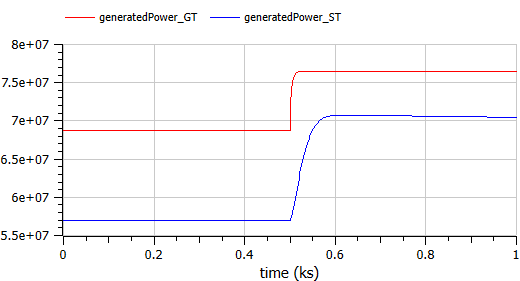 generatedPower_GT generatedPower_ST
8e+07
7.5e+07
7e+07
6.5e+07
6e+07
5.5e+07
0 0.2 0.4 0.6 0.8 1
time (ks)